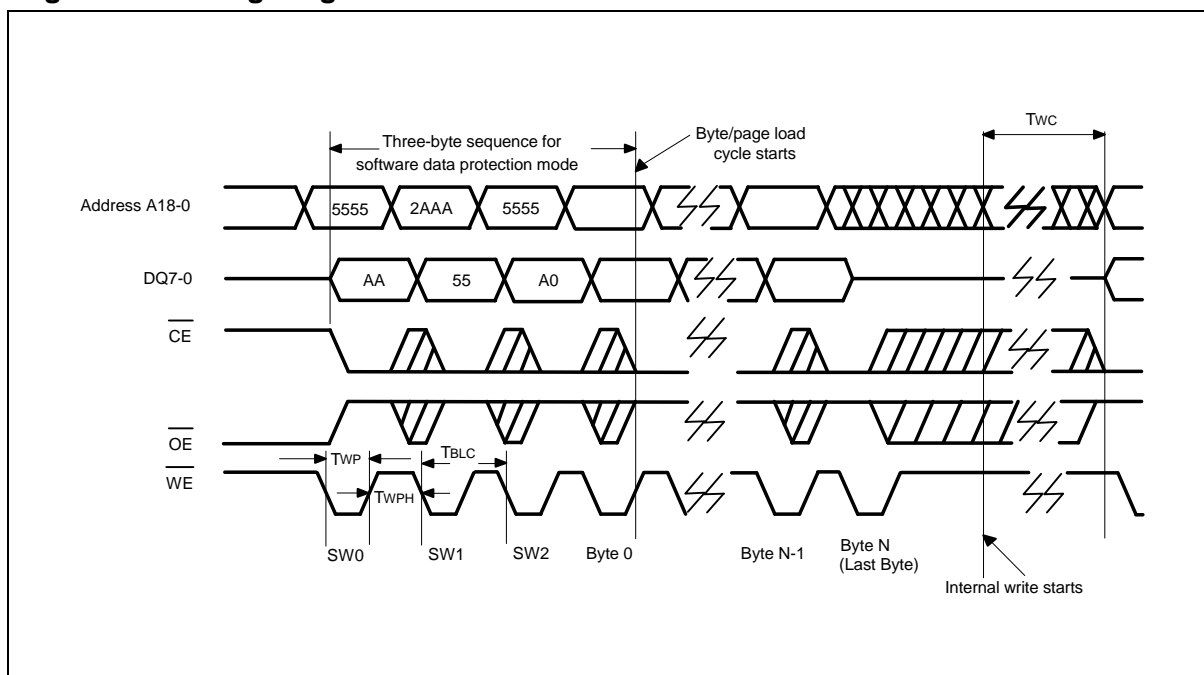 Three-byte sequence for
software data protection mode
Byte/page load
cycle starts
TWC
Address A18-0
5555
2AAA
5555
DQ7-0
AA
55
A0
CE
OE
WE
TWP
TBLC
TWPH
SW0
SW1
SW2
Byte 0
Byte N-1
Byte N
(Last Byte)
Internal write starts